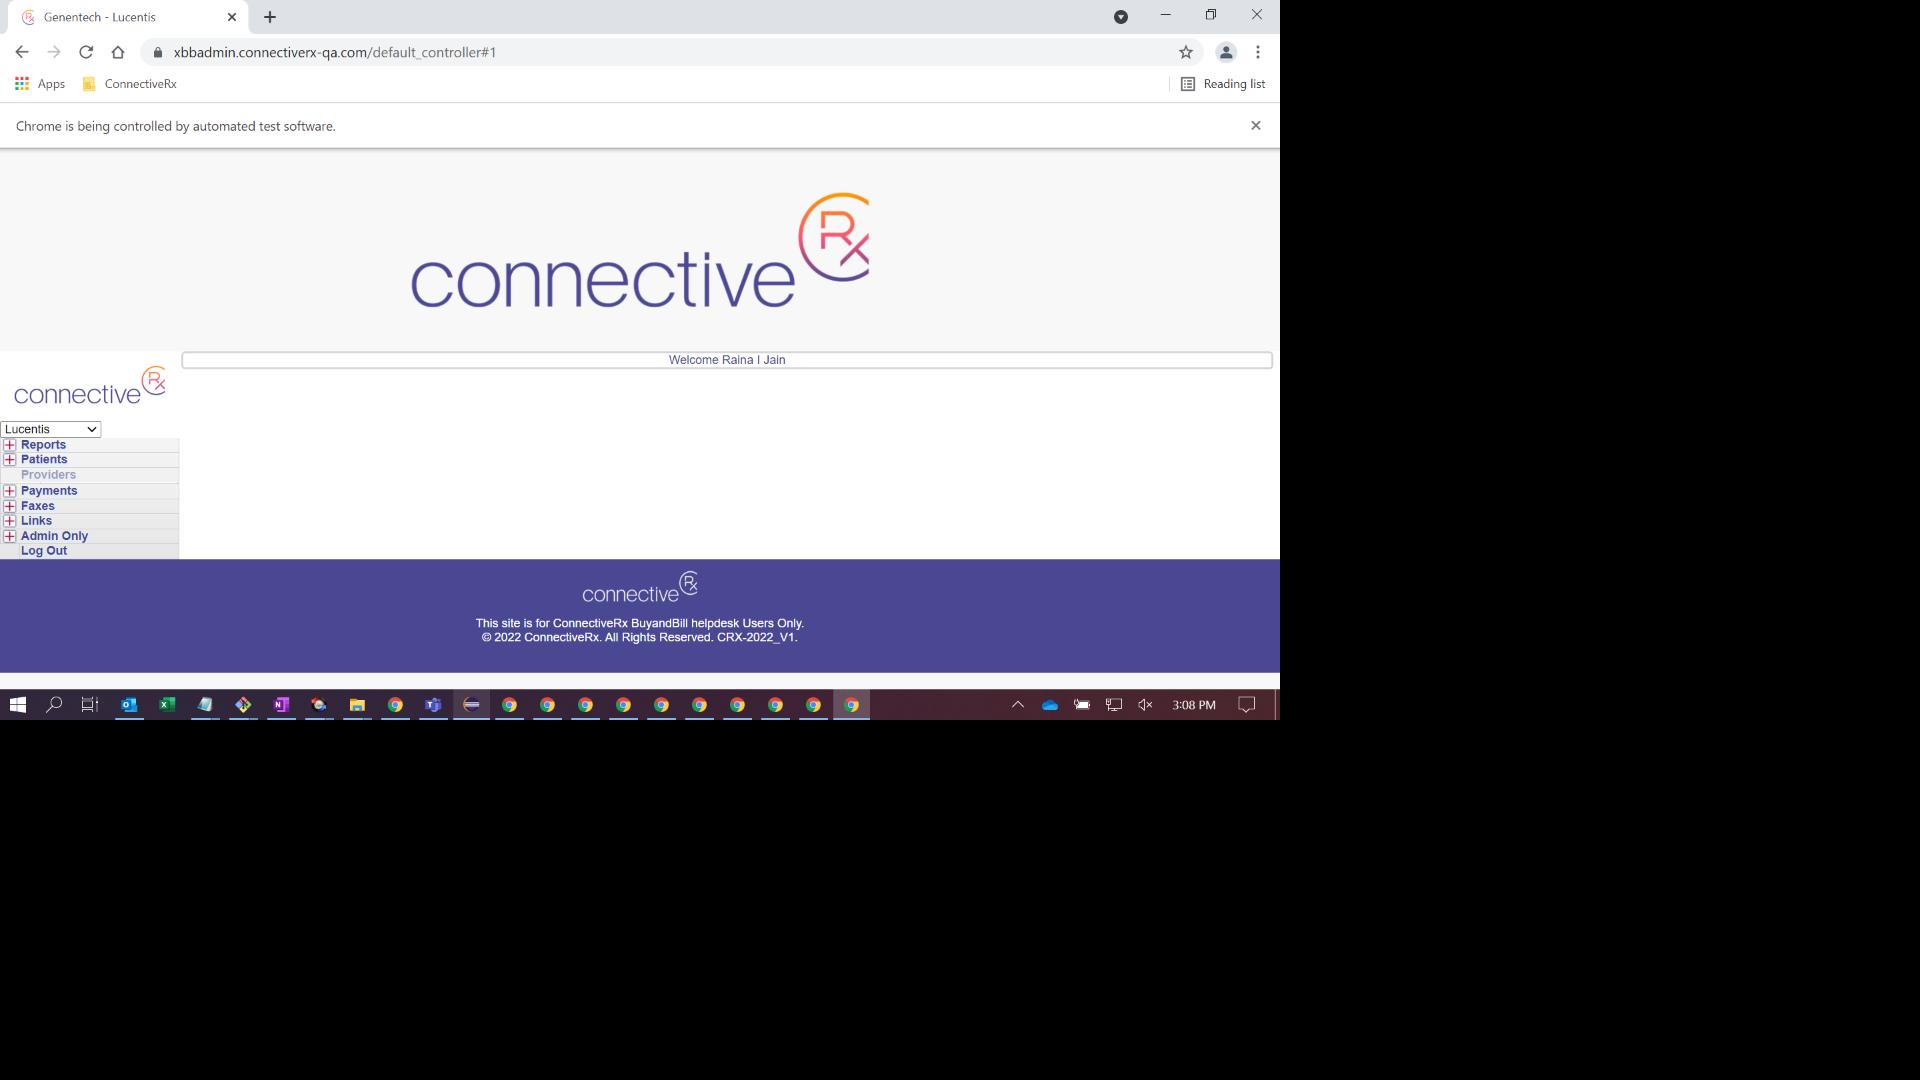 Genentech - Lucentis
xbbadmin.connectiverx-qa.com/default_controller#1
Apps
ConnectiveRx
Reading list
Chrome is being controlled by automated test software.
connective Rx
Welcome Raina I Jain
connective Rx
Lucentis
Reports
Patients
Providers
Payments
Faxes
Links
Admin Only
Log Out
connective Rx
This site is for ConnectiveRx BuyandBill helpdesk Users Only.
© 2022 ConnectiveRx. All Rights Reserved. CRX-2022_V1.
3:08 PM